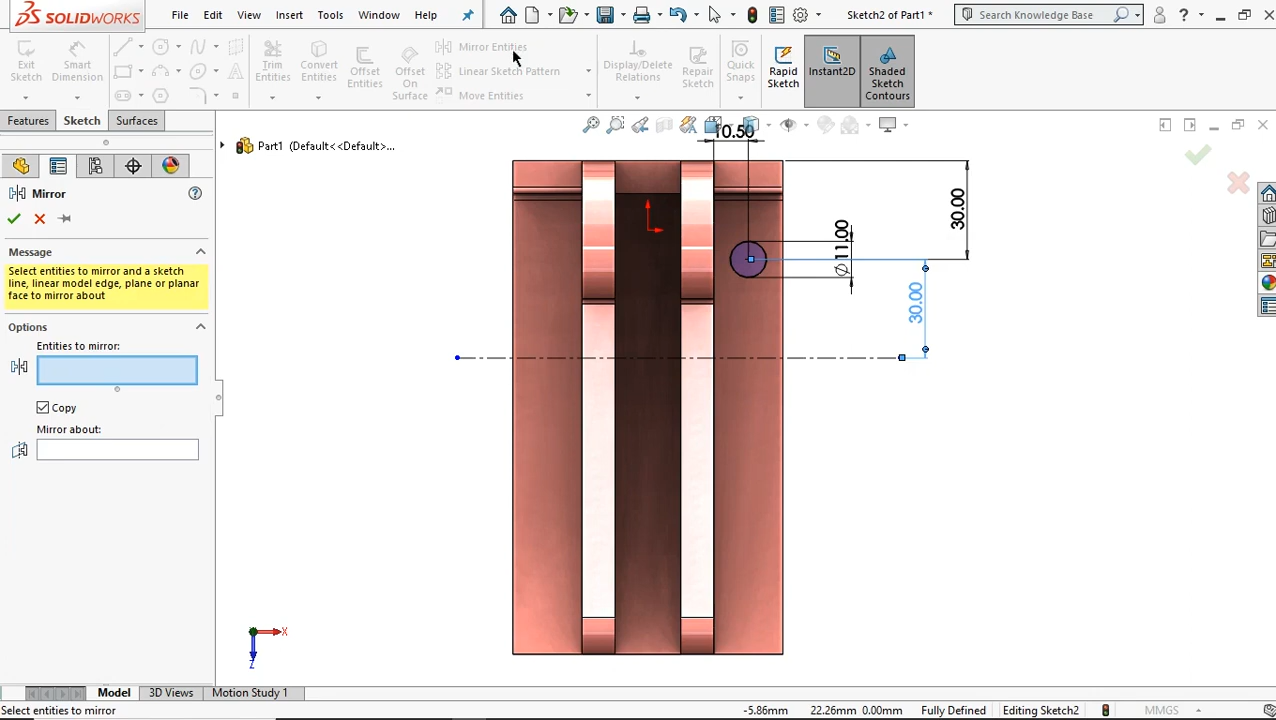 SOLIDWORKS File Edit View Insert Tools Window Help Sketch2 of Part1 * Search Knowledge Base
Exit Sketch
Smart Dimension
Trim Entities
Convert Entities
Offset Entities
Offset On Surface
Mirror Entities
Linear Sketch Pattern
Move Entities
Display/Delete Relations
Repair Sketch
Quick Snaps
Rapid Sketch
Instant2D
Shaded Sketch Contours
Features Sketch Surfaces
Part1 (Default<<Default>...
Mirror
Message
Select entities to mirror and a sketch
line, linear model edge, plane or planar
face to mirror about
Options
Entities to mirror:
Copy
Mirror about:
10.50
30.00
Ø11.00
30.00
X
Z
Model 3D Views Motion Study 1
Select entities to mirror -5.86mm 22.26mm 0.00mm Fully Defined Editing Sketch2 MMGS